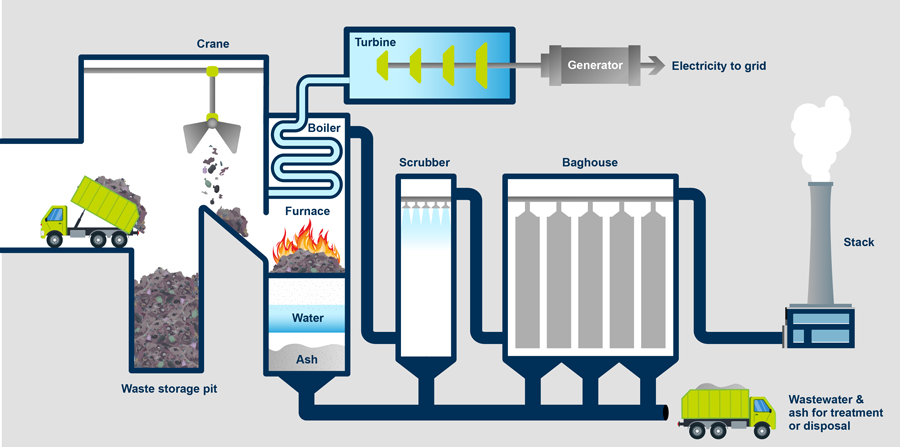 Crane
Turbine
Generator
Electricity to grid
Boiler
Scrubber
Baghouse
Furnace
Stack
Water
Ash
Waste storage pit
Wastewater &
ash for treatment
or disposal